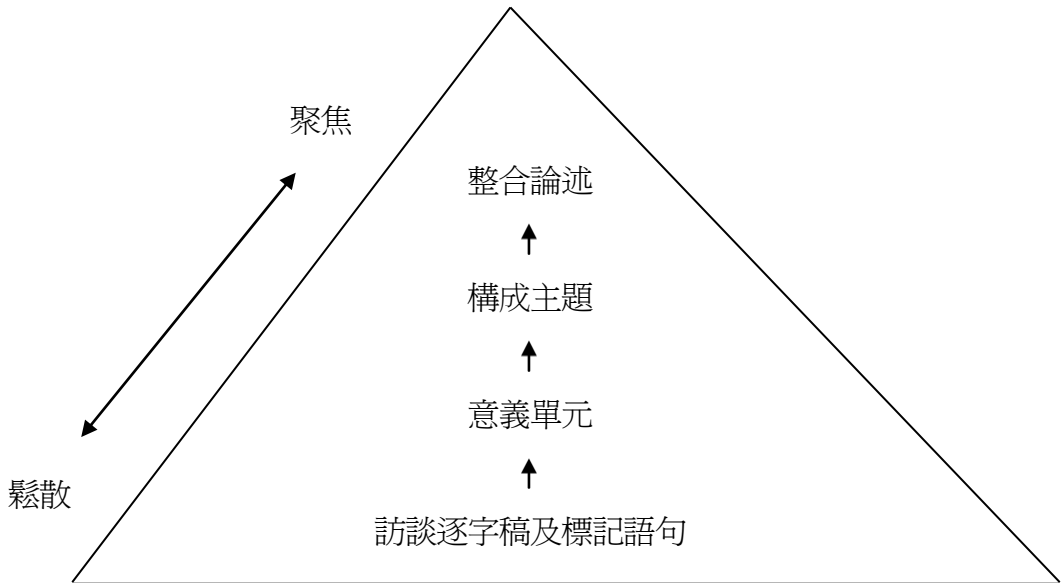 聚焦
整合論述
構成主題
意義單元
鬆散
訪談逐字稿及標記語句